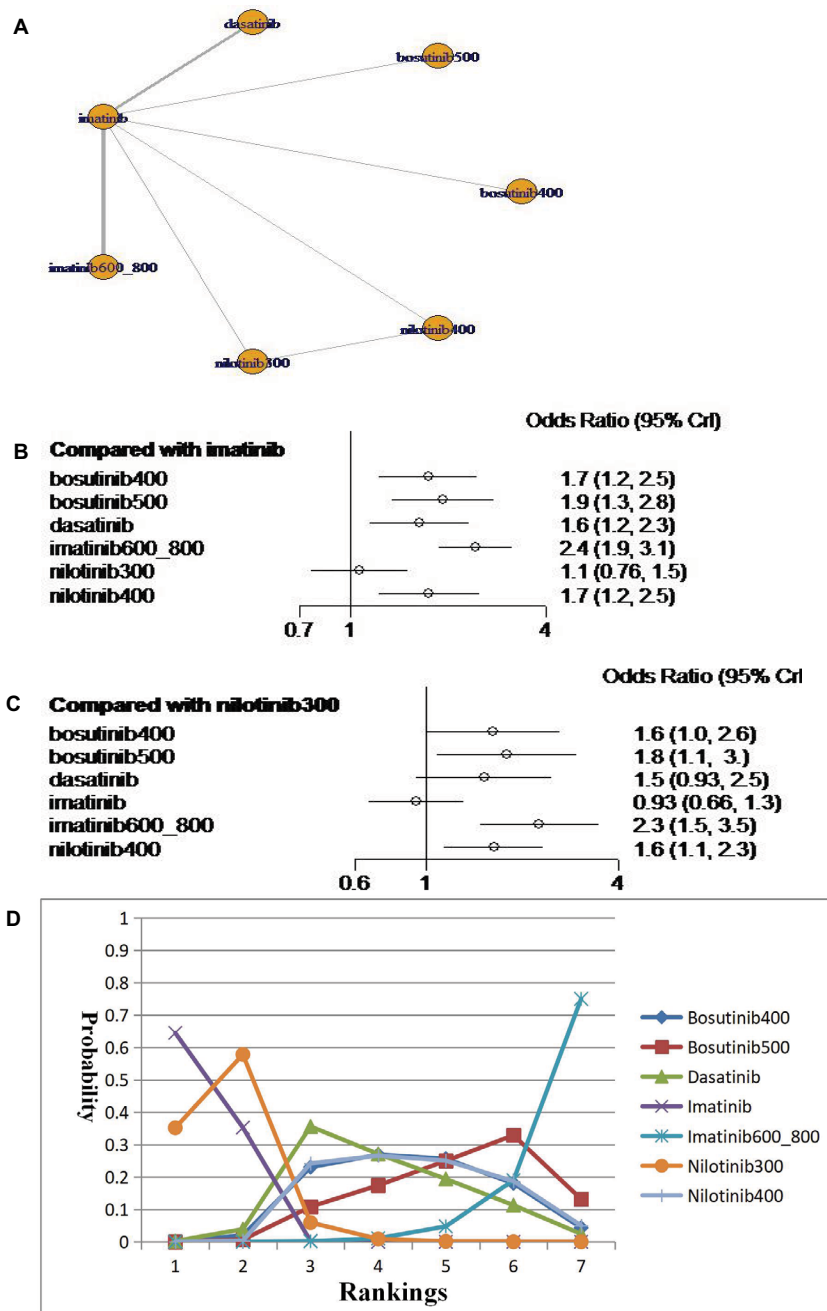 A
dasatinib
bosutinib500
imatinib
bosutinib400
imatinib600_800
nilotinib400
nilotinib300
B
Odds Ratio (95% CrI)
Compared with imatinib
bosutinib400 1.7 (1.2, 2.5)
bosutinib500 1.9 (1.3, 2.8)
dasatinib 1.6 (1.2, 2.3)
imatinib600_800 2.4 (1.9, 3.1)
nilotinib300 1.1 (0.76, 1.5)
nilotinib400 1.7 (1.2, 2.5)
0.7 1 4
C
Odds Ratio (95% CrI
Compared with nilotinib300
bosutinib400 1.6 (1.0, 2.6)
bosutinib500 1.8 (1.1, 3.)
dasatinib 1.5 (0.93, 2.5)
imatinib 0.93 (0.66, 1.3)
imatinib600_800 2.3 (1.5, 3.5)
nilotinib400 1.6 (1.1, 2.3)
0.6 1 4
D
1
0.9
0.8
0.7
0.6
0.5
0.4
0.3
0.2
0.1
0
Probability
1 2 3 4 5 6 7
Rankings
Bosutinib400
Bosutinib500
Dasatinib
Imatinib
Imatinib600_800
Nilotinib300
Nilotinib400